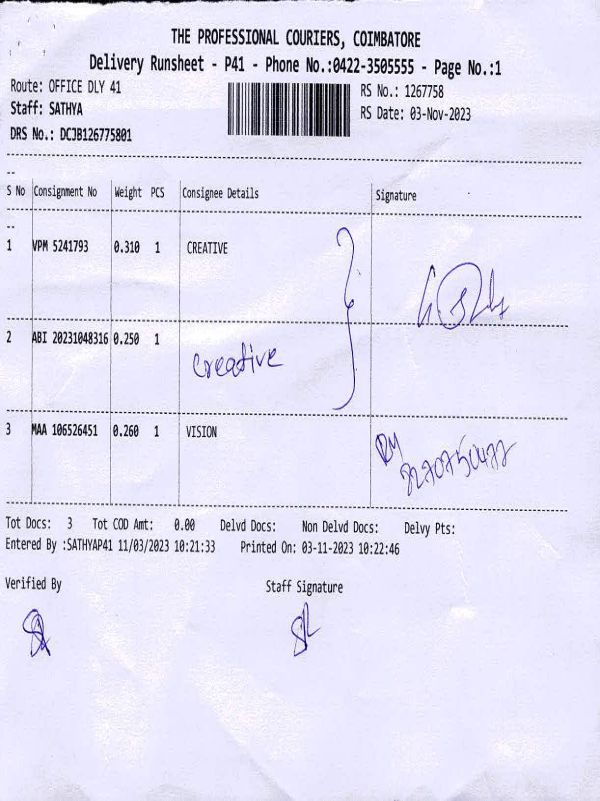 THE PROFESSIONAL COURIERS, COIMBATORE
Delivery Runsheet - P41 - Phone No.:0422-3505555 - Page No.:1
Route: OFFICE DLY 41
RS No.: 1267758
Staff: SATHYA
RS Date: 03-Nov-2023
DRS No.: DCJB126775801
--
S No Consignment No Weight PCS Consignee Details Signature
--
1 VPM 5241793 0.310 1 CREATIVE
2 ABI 20231048316 0.250 1
Creative
3 MAA 106526451 0.260 1 VISION
Tot Docs: 3 Tot COD Amt: 0.00 Delvd Docs: Non Delvd Docs: Delvy Pts:
Entered By :SATHYAP41 11/03/2023 10:21:33 Printed On: 03-11-2023 10:22:46
Verified By Staff Signature